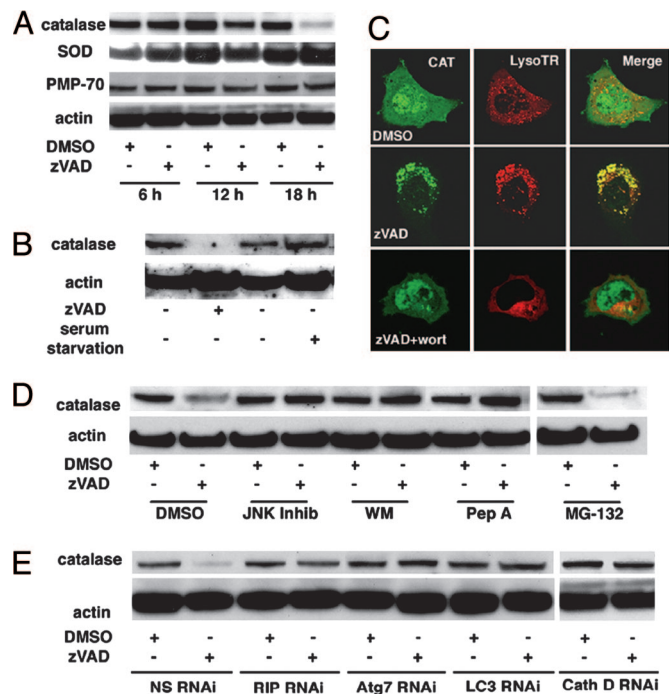 A
catalase
SOD
PMP-70
actin
DMSO + - + - + -
zVAD - + - + - +
6 h 12 h 18 h
B
catalase
actin
zVAD - + - -
serum starvation - - - +
C
CAT LysoTR Merge
DMSO
zVAD
zVAD+wort
D
catalase
actin
DMSO + - + - + - + - + -
zVAD - + - + - + - + - +
DMSO JNK Inhib WM Pep A MG-132
E
catalase
actin
DMSO + - + - + - + - + -
zVAD - + - + - + - + - +
NS RNAi RIP RNAi Atg7 RNAi LC3 RNAi Cath D RNAi